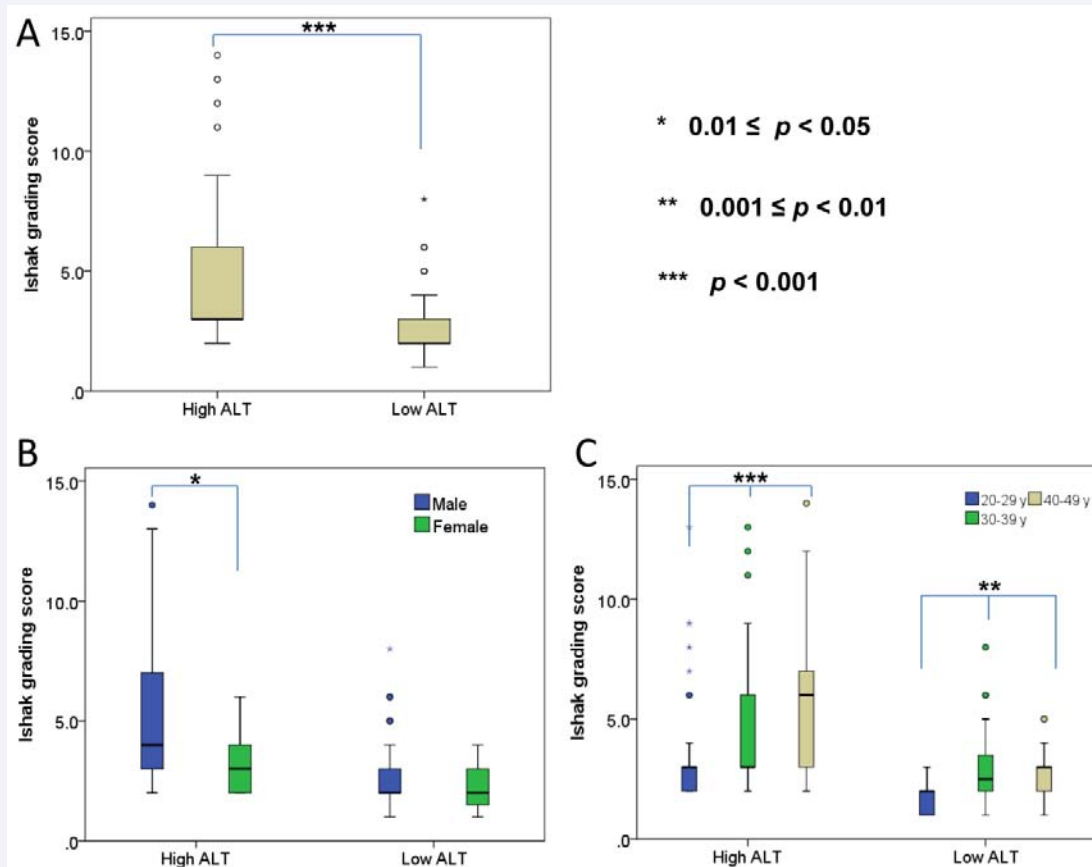 A
15.0
10.0
5.0
.0
Ishak grading score
***
High ALT
Low ALT
* 0.01 ≤ p < 0.05
** 0.001 ≤ p < 0.01
*** p < 0.001
B
15.0
10.0
5.0
.0
Ishak grading score
*
Male
Female
High ALT
Low ALT
C
15.0
10.0
5.0
.0
Ishak grading score
***
**
20-29 y 40-49 y
30-39 y
High ALT
Low ALT